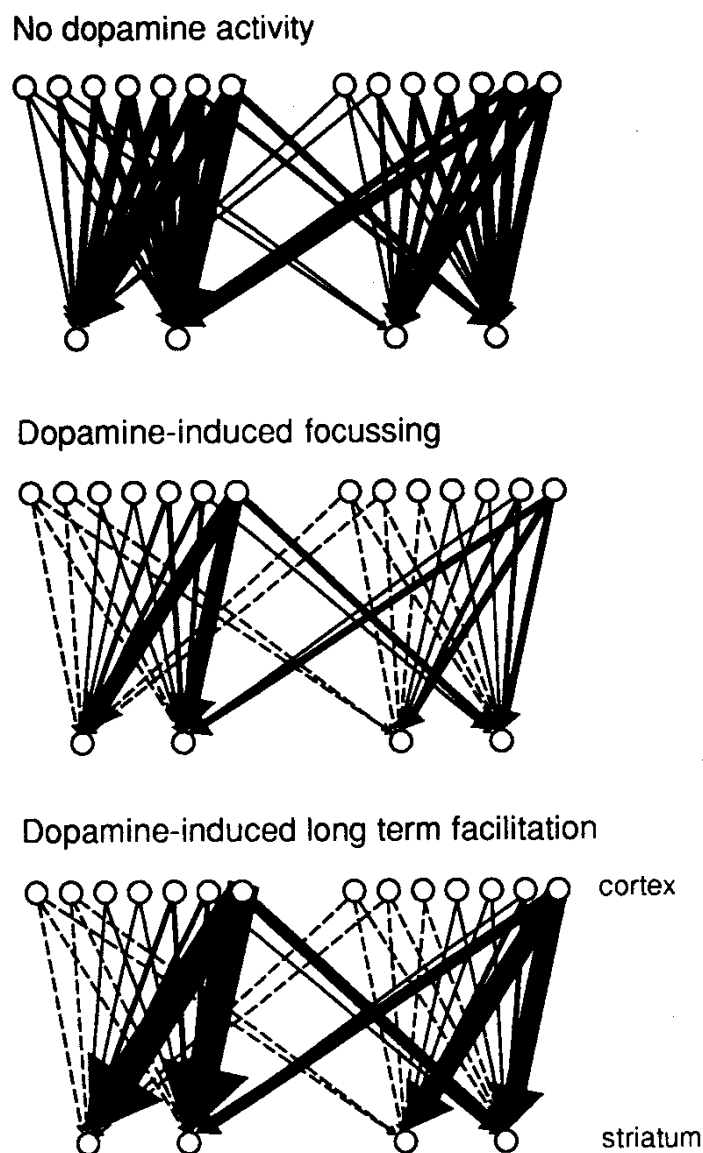 No dopamine activity
Dopamine-induced focussing
Dopamine-induced long term facilitation
cortex
striatum